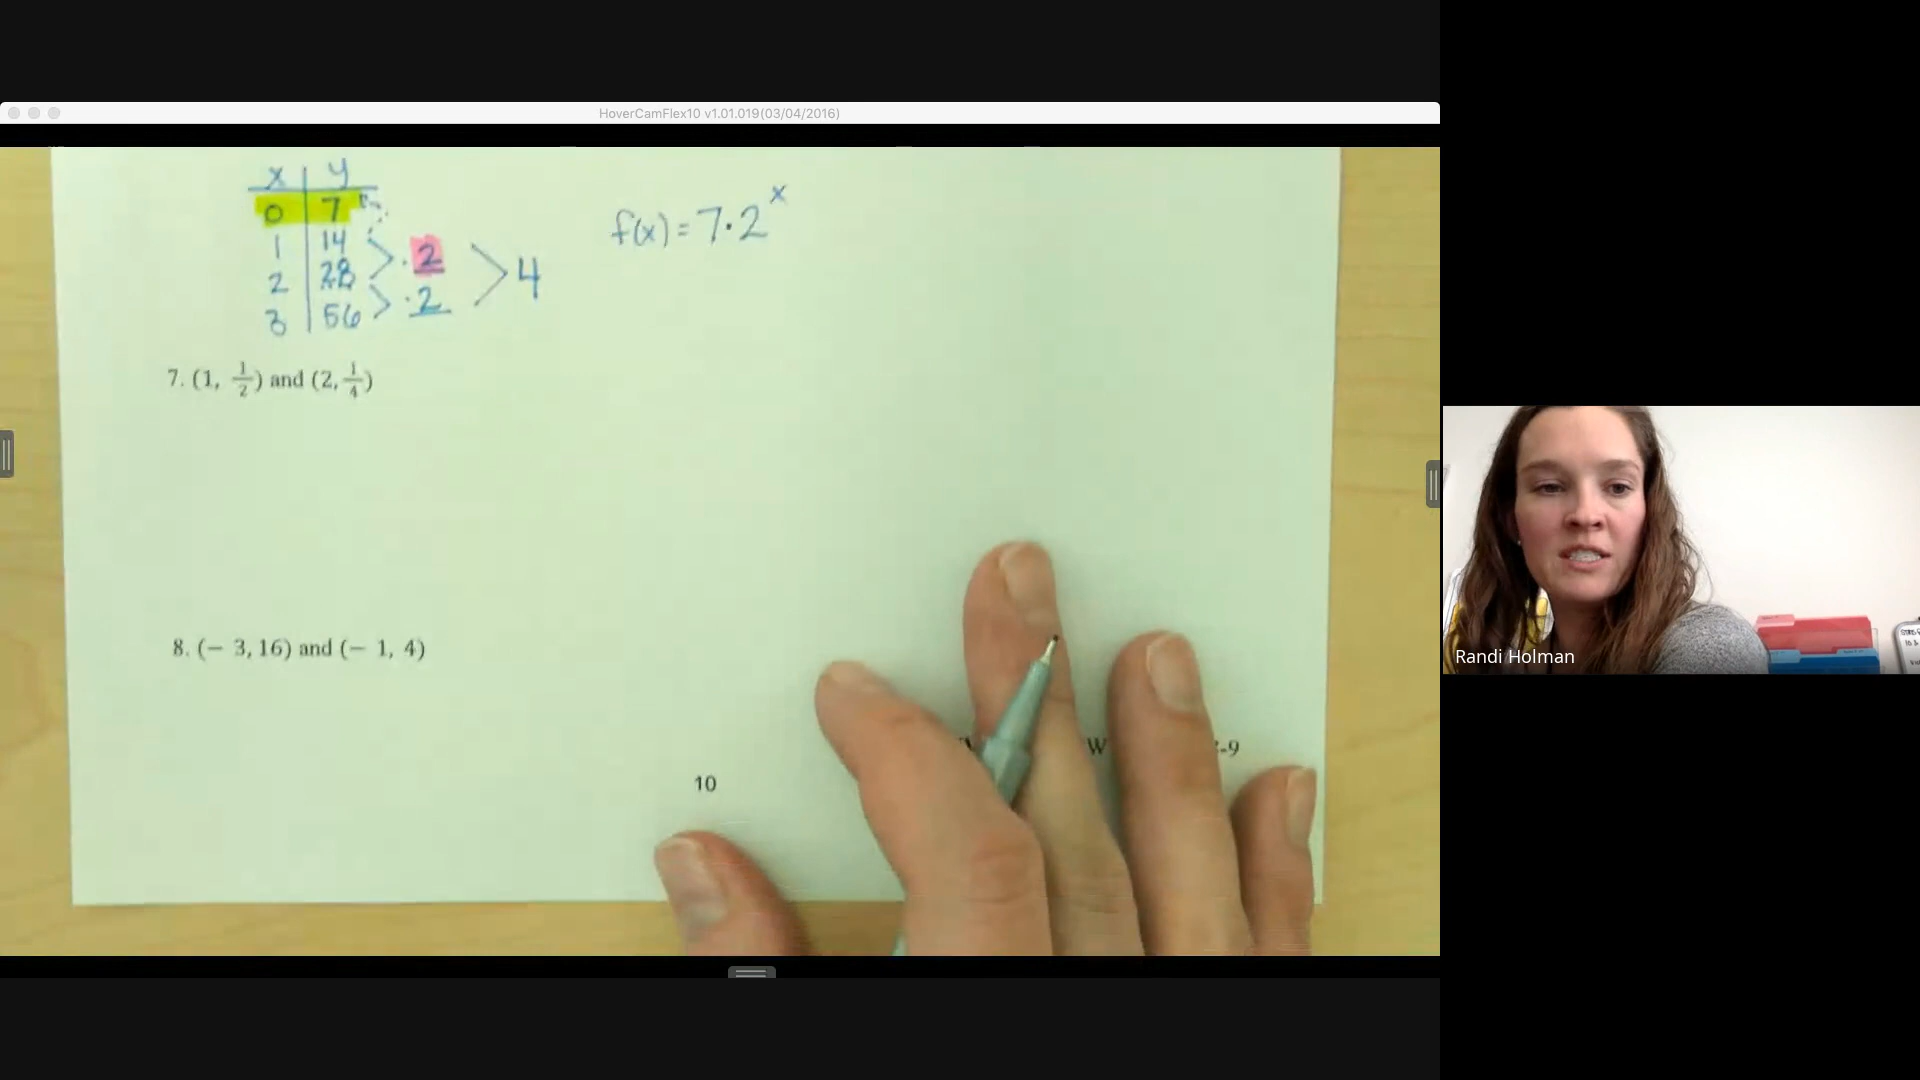 HoverCamFlex10 v1.01.019(03/04/2016)
x y
0 7
1 14
2 28
3 56
· 2
· 2
4
f(x) = 7·2^x
7. (1, 1/2) and (2, 1/4)
8. (− 3, 16) and (− 1, 4)
W -9
10
Randi Holman